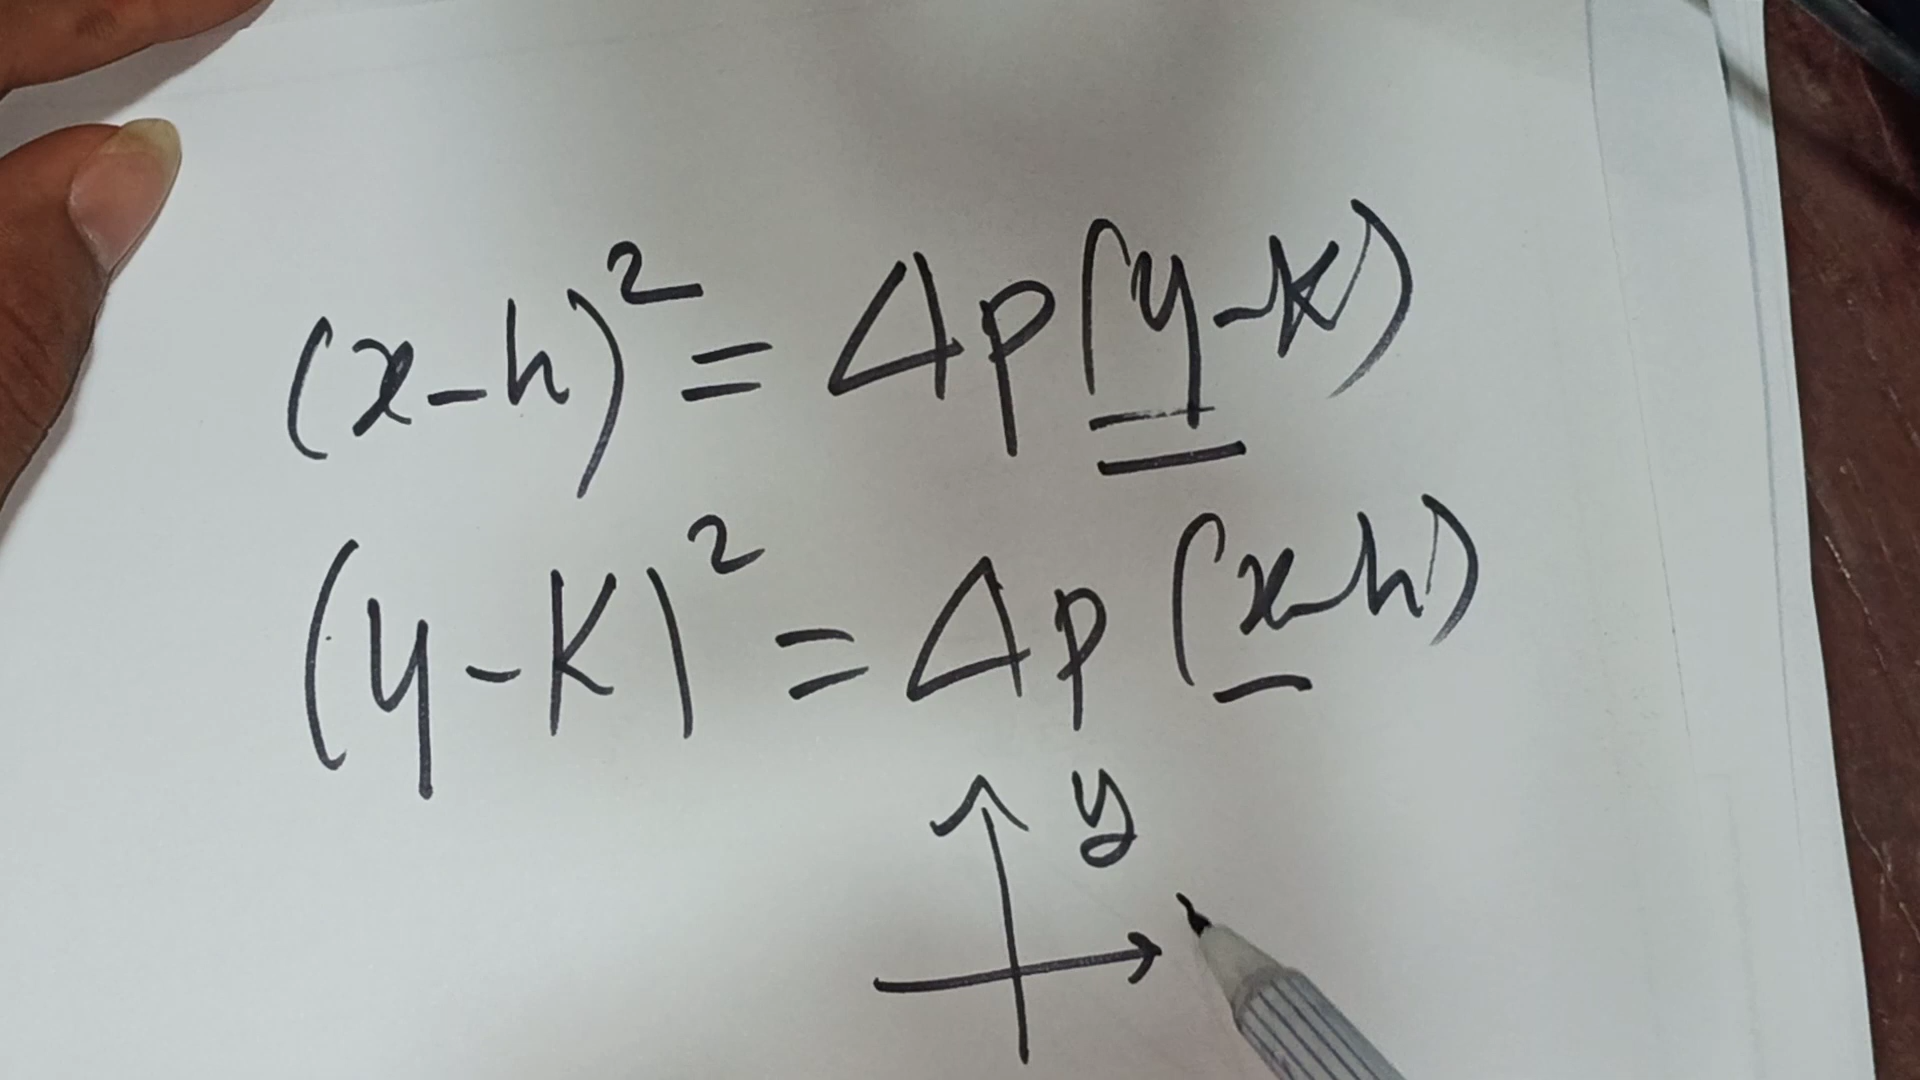 (x-h)² = 4p(y-k)
(y-k)² = 4p(x-h)
y